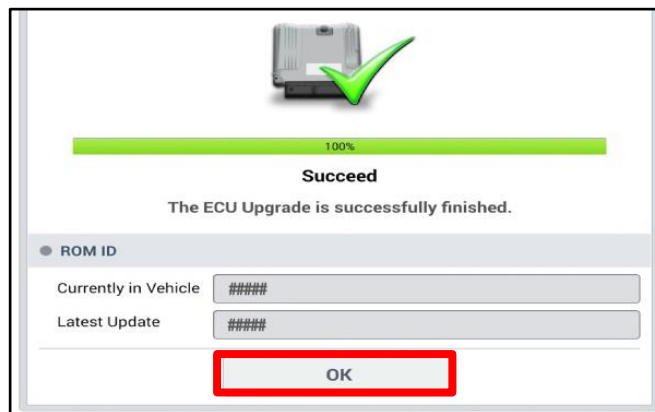 100%
Succeed
The ECU Upgrade is successfully finished.
ROM ID
Currently in Vehicle #####
Latest Update #####
OK